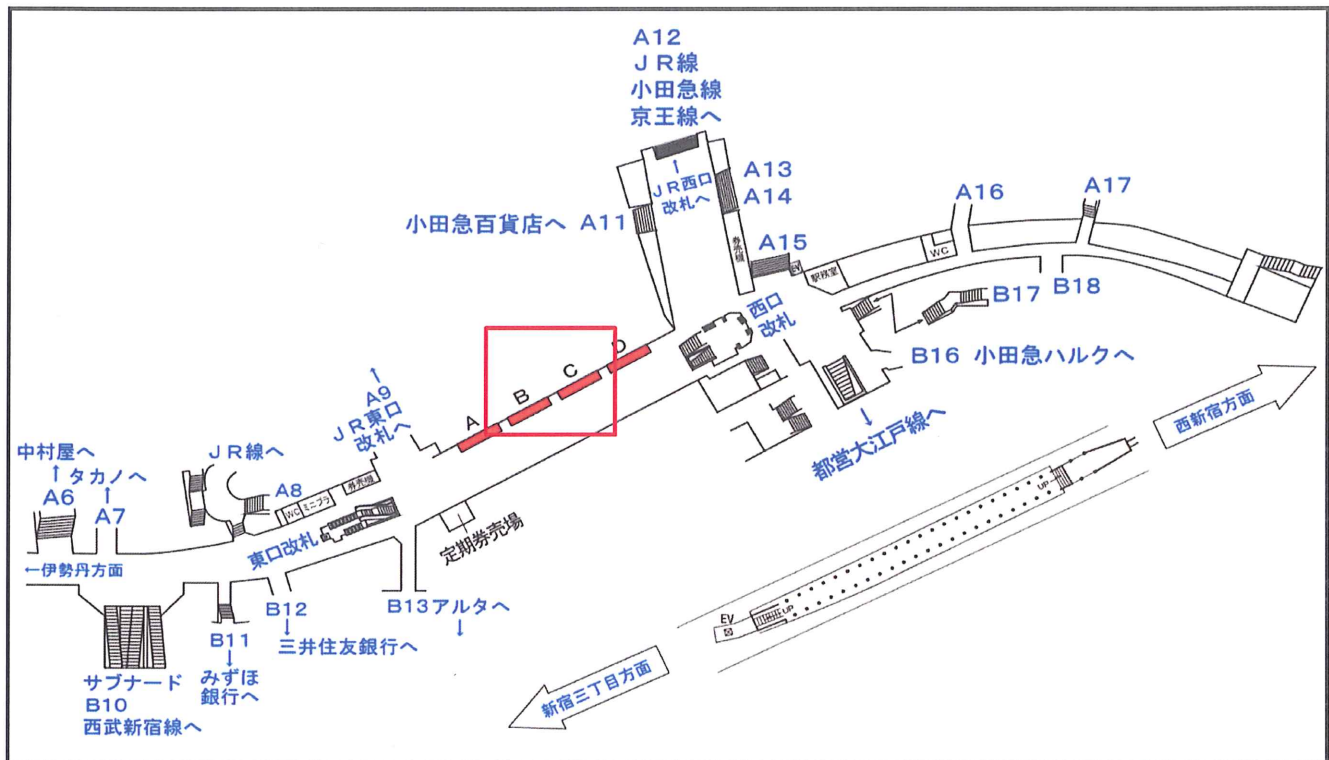 A12
JR線
小田急線
京王線へ
↑
JR西口
改札へ
A13
A14
小田急百貨店へ A11
券売機
A15
EV
駅務室
WC
A16
A17
B17
B18
西口
改札
B16 小田急ハルクへ
↓
都営大江戸線へ
A
B
C
D
↑
A9
JR東口
改札へ
中村屋へ
↑
タカノへ
↑
A6
A7
JR線へ
A8
WC
ミニプラ
券売機
東口改札
定期券売場
←伊勢丹方面
B11
↓
みずほ
銀行へ
B12
↓
三井住友銀行へ
B13アルタへ
↓
サブナード
B10
西武新宿線へ
西新宿方面
UP
UP
EV
新宿三丁目方面